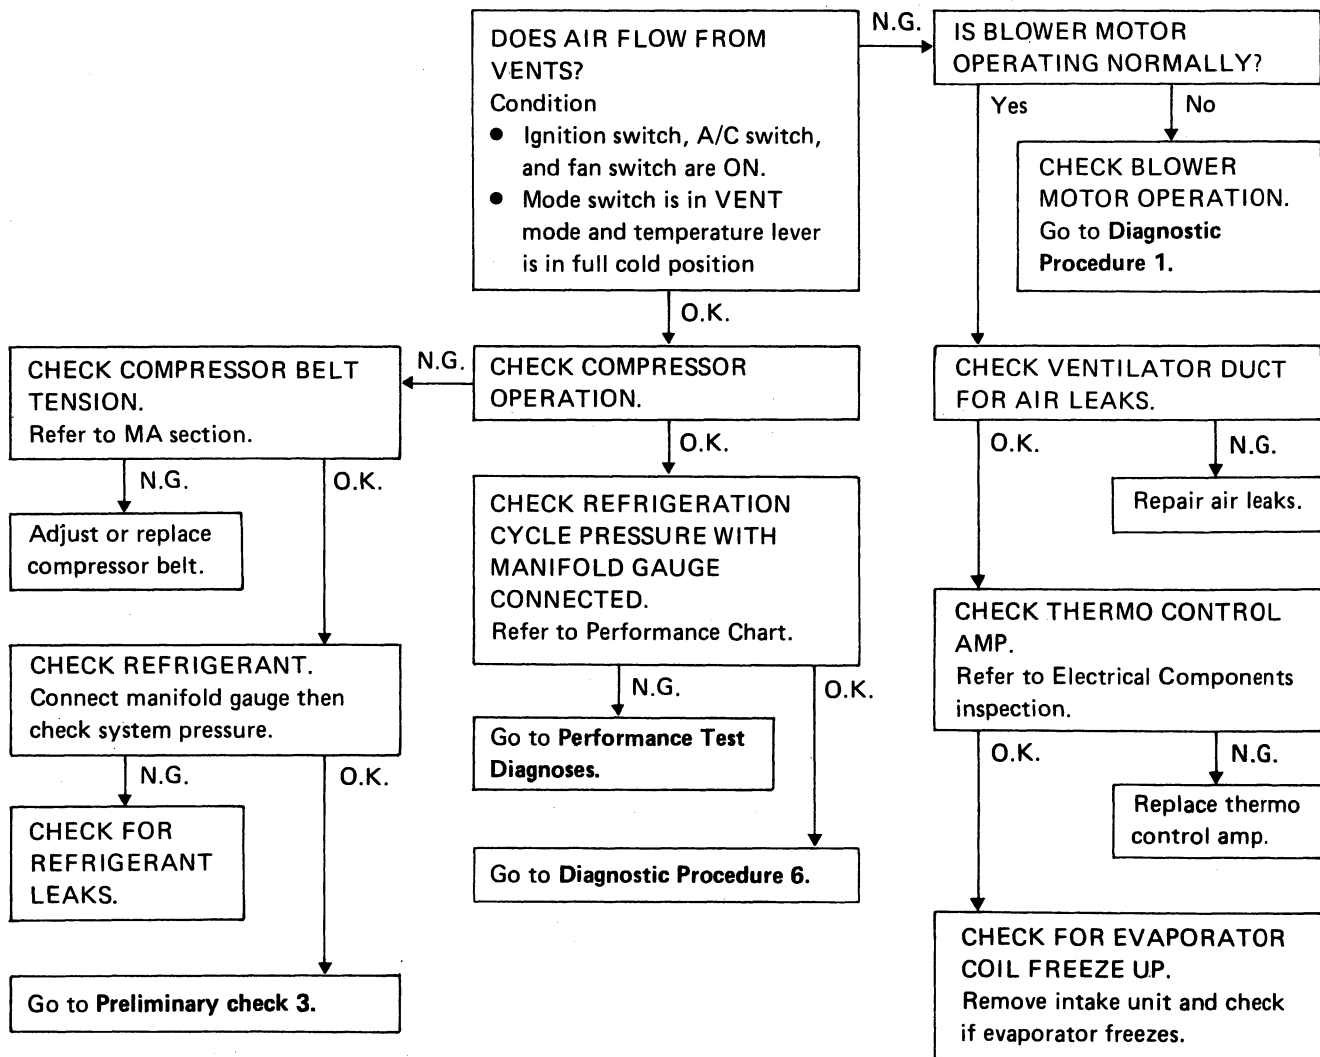 DOES AIR FLOW FROM
VENTS?
Condition
● Ignition switch, A/C switch,
and fan switch are ON.
● Mode switch is in VENT
mode and temperature lever
is in full cold position
N.G.
IS BLOWER MOTOR
OPERATING NORMALLY?
Yes
No
CHECK BLOWER
MOTOR OPERATION.
Go to Diagnostic
Procedure 1.
O.K.
CHECK COMPRESSOR
OPERATION.
N.G.
CHECK COMPRESSOR BELT
TENSION.
Refer to MA section.
N.G.
O.K.
Adjust or replace
compressor belt.
CHECK REFRIGERANT.
Connect manifold gauge then
check system pressure.
N.G.
O.K.
CHECK FOR
REFRIGERANT
LEAKS.
Go to Preliminary check 3.
O.K.
CHECK REFRIGERATION
CYCLE PRESSURE WITH
MANIFOLD GAUGE
CONNECTED.
Refer to Performance Chart.
N.G.
O.K.
Go to Performance Test
Diagnoses.
Go to Diagnostic Procedure 6.
CHECK VENTILATOR DUCT
FOR AIR LEAKS.
O.K.
N.G.
Repair air leaks.
CHECK THERMO CONTROL
AMP.
Refer to Electrical Components
inspection.
O.K.
N.G.
Replace thermo
control amp.
CHECK FOR EVAPORATOR
COIL FREEZE UP.
Remove intake unit and check
if evaporator freezes.